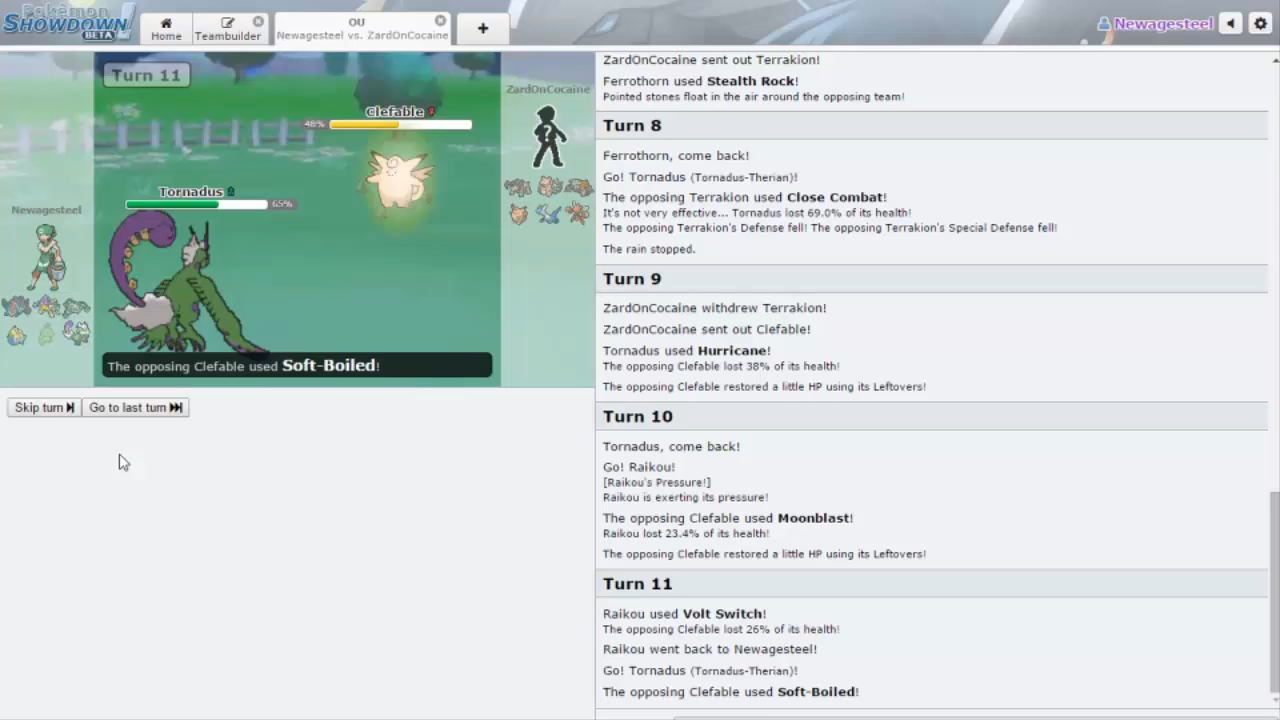 Pokémon
SHOWDOWN!
BETA
Home
Teambuilder
OU
Newagesteel vs. ZardOnCocaine
+
Newagesteel
Turn 11
Clefable
48%
Tornadus
65%
Newagesteel
ZardOnCocaine
?
The opposing Clefable used Soft-Boiled!
Skip turn
Go to last turn
ZardOnCocaine sent out Terrakion!
Ferrothorn used Stealth Rock!
Pointed stones float in the air around the opposing team!
Turn 8
Ferrothorn, come back!
Go! Tornadus (Tornadus-Therian)!
The opposing Terrakion used Close Combat!
It's not very effective... Tornadus lost 69.0% of its health!
The opposing Terrakion's Defense fell! The opposing Terrakion's Special Defense fell!
The rain stopped.
Turn 9
ZardOnCocaine withdrew Terrakion!
ZardOnCocaine sent out Clefable!
Tornadus used Hurricane!
The opposing Clefable lost 38% of its health!
The opposing Clefable restored a little HP using its Leftovers!
Turn 10
Tornadus, come back!
Go! Raikou!
[Raikou's Pressure!]
Raikou is exerting its pressure!
The opposing Clefable used Moonblast!
Raikou lost 23.4% of its health!
The opposing Clefable restored a little HP using its Leftovers!
Turn 11
Raikou used Volt Switch!
The opposing Clefable lost 26% of its health!
Raikou went back to Newagesteel!
Go! Tornadus (Tornadus-Therian)!
The opposing Clefable used Soft-Boiled!